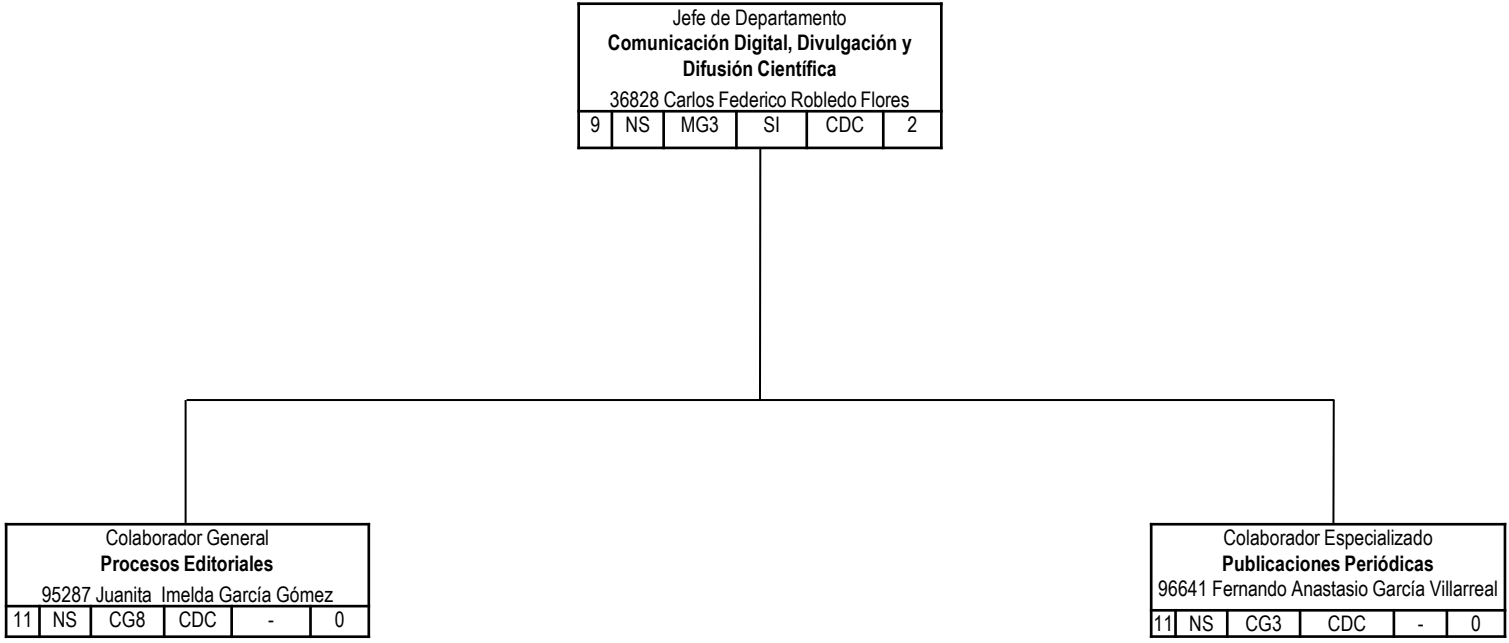 Jefe de Departamento
Comunicación Digital, Divulgación y
Difusión Científica
36828 Carlos Federico Robledo Flores
9 NS MG3 SI CDC 2
Colaborador General
Procesos Editoriales
95287 Juanita Imelda García Gómez
11 NS CG8 CDC - 0
Colaborador Especializado
Publicaciones Periódicas
96641 Fernando Anastasio García Villarreal
11 NS CG3 CDC - 0